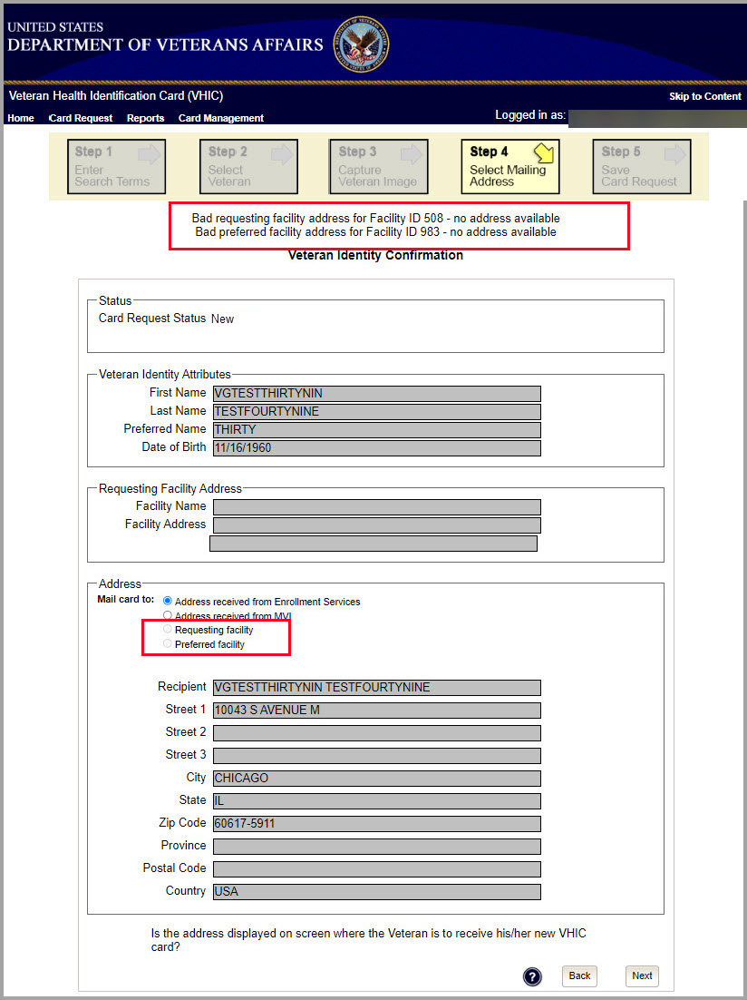 UNITED STATES
DEPARTMENT OF VETERANS AFFAIRS
Veteran Health Identification Card (VHIC)
Skip to Content
Home Card Request Reports Card Management
Logged in as:
Step 1
Enter
Search Terms
Step 2
Select
Veteran
Step 3
Capture
Veteran Image
Step 4
Select Mailing
Address
Step 5
Save
Card Request
Bad requesting facility address for Facility ID 508 - no address available
Bad preferred facility address for Facility ID 983 - no address available
Veteran Identity Confirmation
Status
Card Request Status New
Veteran Identity Attributes
First Name VGTESTTHIRTYNIN
Last Name TESTFOURTYNINE
Preferred Name THIRTY
Date of Birth 11/16/1960
Requesting Facility Address
Facility Name
Facility Address
Address
Mail card to: Address received from Enrollment Services
Address received from MVI
Requesting facility
Preferred facility
Recipient VGTESTTHIRTYNIN TESTFOURTYNINE
Street 1 10043 S AVENUE M
Street 2
Street 3
City CHICAGO
State IL
Zip Code 60617-5911
Province
Postal Code
Country USA
Is the address displayed on screen where the Veteran is to receive his/her new VHIC
card?
? Back Next